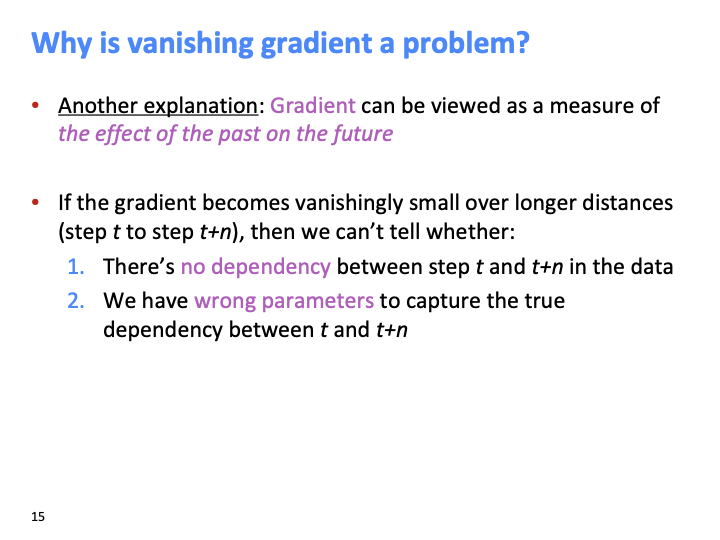 Why is vanishing gradient a problem?
• Another explanation: Gradient can be viewed as a measure of
the effect of the past on the future
• If the gradient becomes vanishingly small over longer distances
(step t to step t+n), then we can’t tell whether:
1. There’s no dependency between step t and t+n in the data
2. We have wrong parameters to capture the true
dependency between t and t+n
15